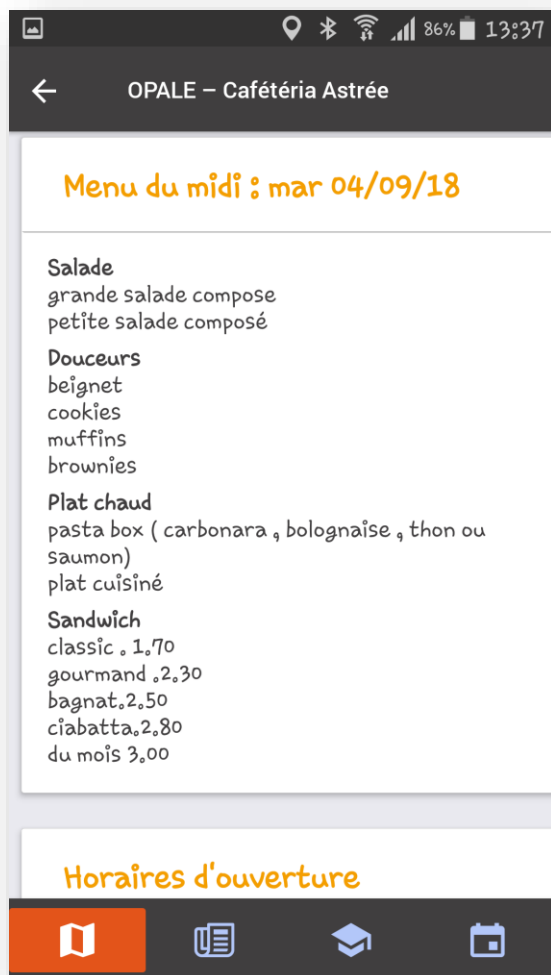 86% 13:37
OPALE – Cafétéria Astrée
Menu du midi : mar 04/09/18
Salade
grande salade compose
petite salade composé
Douceurs
beignet
cookies
muffins
brownies
Plat chaud
pasta box ( carbonara , bolognaise , thon ou
saumon)
plat cuisiné
Sandwich
classic . 1.70
gourmand .2.30
bagnat.2.50
ciabatta.2.80
du mois 3.00
Horaires d'ouverture